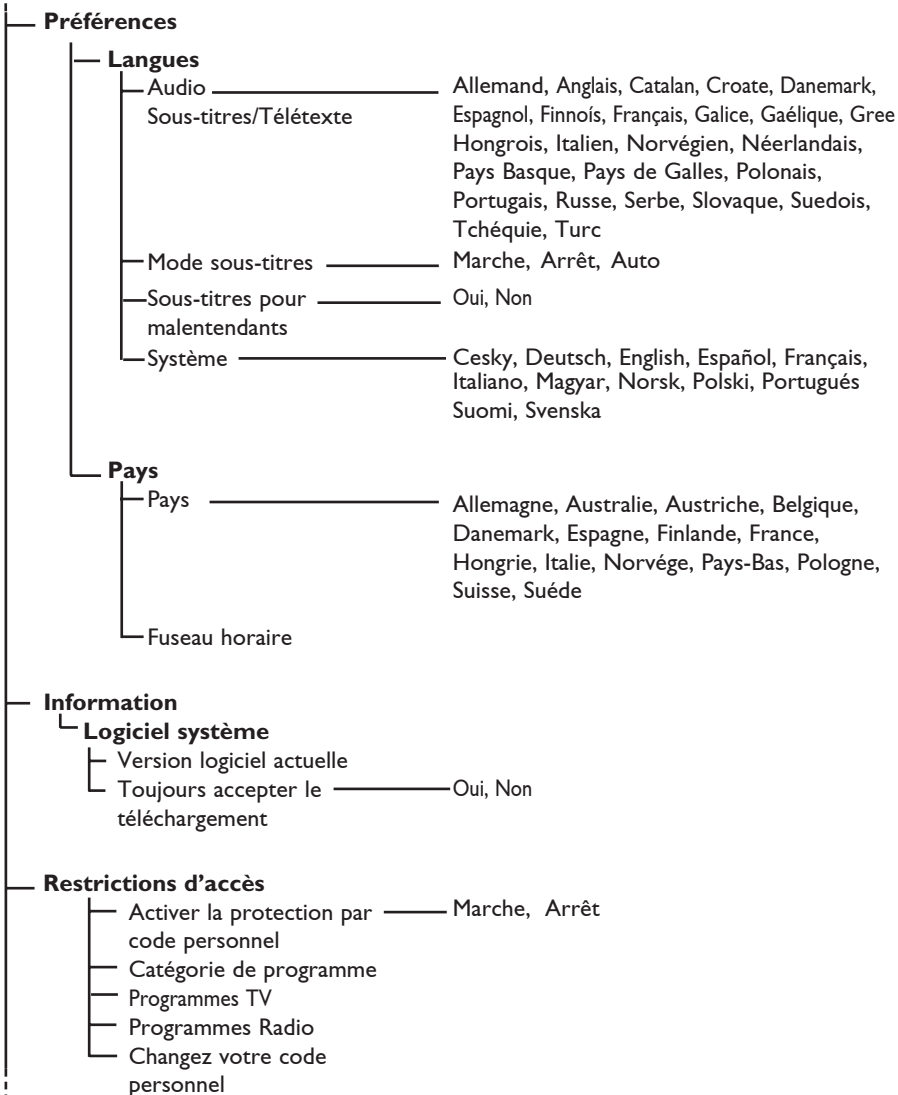 Préférences
Langues
Audio
Allemand, Anglais, Catalan, Croate, Danemark,
Sous-titres/Télétexte
Espagnol, Finnoís, Français, Galice, Gaélique, Gree
Hongrois, Italien, Norvégien, Néerlandais,
Pays Basque, Pays de Galles, Polonais,
Portugais, Russe, Serbe, Slovaque, Suedois,
Tchéquie, Turc
Mode sous-titres
Marche, Arrêt, Auto
Sous-titres pour
Oui, Non
malentendants
Système
Cesky, Deutsch, English, Español, Français,
Italiano, Magyar, Norsk, Polski, Portugués
Suomi, Svenska
Pays
Pays
Allemagne, Australie, Austriche, Belgique,
Danemark, Espagne, Finlande, France,
Hongrie, Italie, Norvége, Pays-Bas, Pologne,
Suisse, Suéde
Fuseau horaire
Information
Logiciel système
Version logiciel actuelle
Toujours accepter le
Oui, Non
téléchargement
Restrictions d'accès
Activer la protection par
Marche, Arrêt
code personnel
Catégorie de programme
Programmes TV
Programmes Radio
Changez votre code
personnel